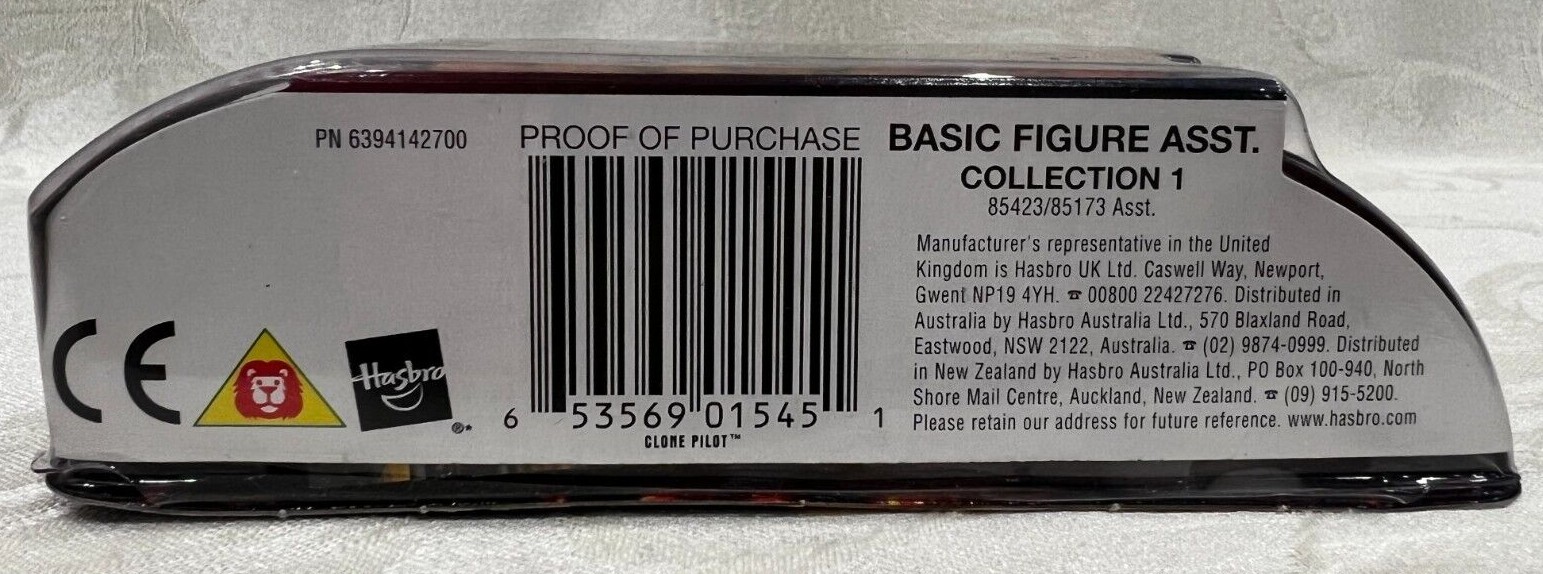 PN 6394142700
PROOF OF PURCHASE
6 53569 01545 1
CLONE PILOT™
CE
Hasbro
®*
BASIC FIGURE ASST.
COLLECTION 1
85423/85173 Asst.
Manufacturer's representative in the United
Kingdom is Hasbro UK Ltd. Caswell Way, Newport,
Gwent NP19 4YH. ☎ 00800 22427276. Distributed in
Australia by Hasbro Australia Ltd., 570 Blaxland Road,
Eastwood, NSW 2122, Australia. ☎ (02) 9874-0999. Distributed
in New Zealand by Hasbro Australia Ltd., PO Box 100-940, North
Shore Mail Centre, Auckland, New Zealand. ☎ (09) 915-5200.
Please retain our address for future reference. www.hasbro.com